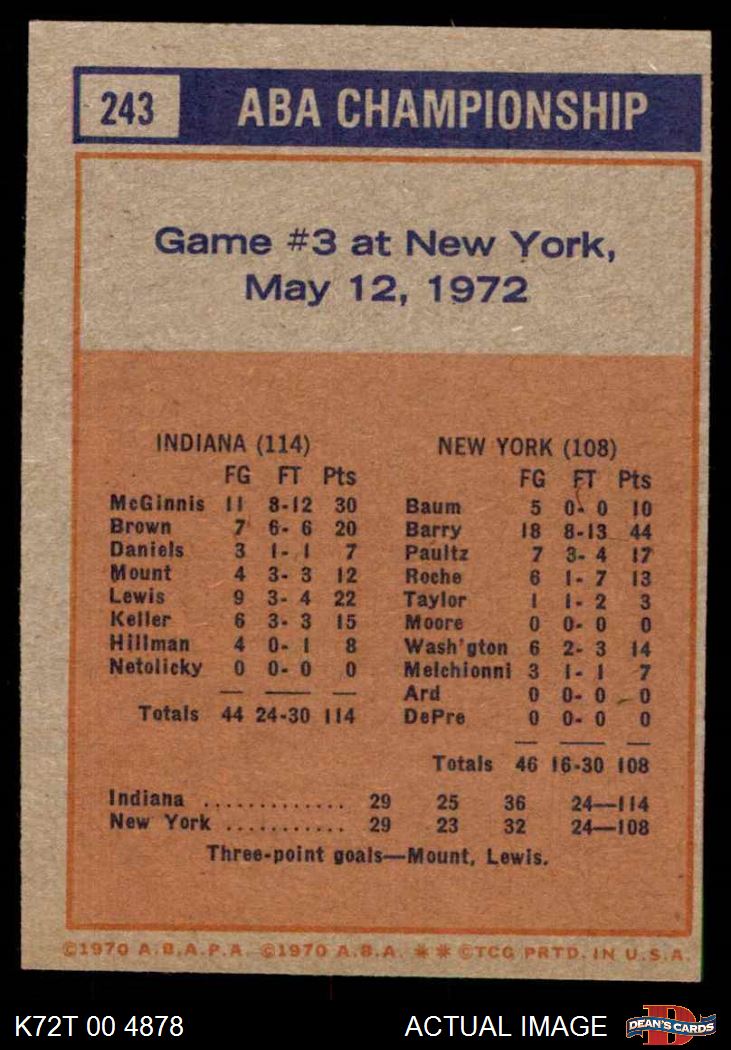 243 ABA CHAMPIONSHIP
Game #3 at New York,
May 12, 1972
INDIANA (114)
FG FT Pts
McGinnis 11 8-12 30
Brown 7 6- 6 20
Daniels 3 1- 1 7
Mount 4 3- 3 12
Lewis 9 3- 4 22
Keller 6 3- 3 15
Hillman 4 0- 1 8
Netolicky 0 0- 0 0
Totals 44 24-30 114
NEW YORK (108)
FG FT Pts
Baum 5 0- 0 10
Barry 18 8-13 44
Paultz 7 3- 4 17
Roche 6 1- 7 13
Taylor 1 1- 2 3
Moore 0 0- 0 0
Wash'gton 6 2- 3 14
Melchionni 3 1- 1 7
Ard 0 0- 0 0
DePre 0 0- 0 0
Totals 46 16-30 108
Indiana ............. 29 25 36 24—114
New York ........... 29 23 32 24—108
Three-point goals—Mount, Lewis.
©1970 A.B.A.P.A. ©1970 A.B.A. ** ©TCG PRTD. IN U.S.A.
K72T 00 4878 ACTUAL IMAGE D DEAN'S CARDS